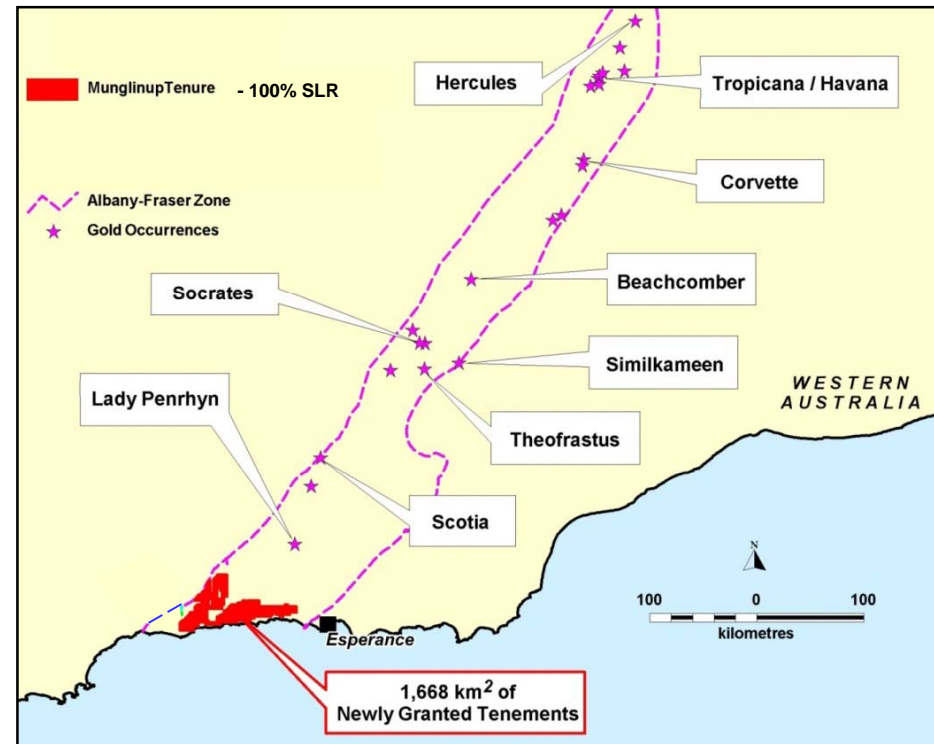 Hercules
MunglinupTenure - 100% SLR
Tropicana / Havana
Corvette
Albany-Fraser Zone
Gold Occurrences
Beachcomber
Socrates
Similkameen
WESTERN
AUSTRALIA
Lady Penrhyn
Theofrastus
Scotia
N
100 0 100
kilometres
Esperance
1,668 km² of
Newly Granted Tenements